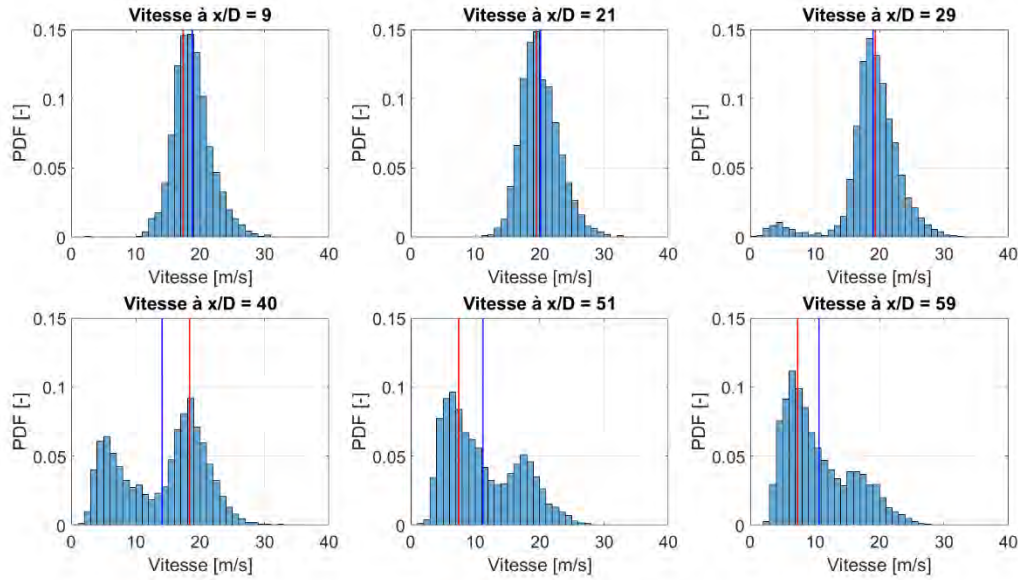 Vitesse à x/D = 9
Vitesse à x/D = 21
Vitesse à x/D = 29
0.15
0.1
0.05
0
PDF [-]
0 10 20 30 40
Vitesse [m/s]
0.15
0.1
0.05
0
PDF [-]
0 10 20 30 40
Vitesse [m/s]
0.15
0.1
0.05
0
PDF [-]
0 10 20 30 40
Vitesse [m/s]
Vitesse à x/D = 40
Vitesse à x/D = 51
Vitesse à x/D = 59
0.15
0.1
0.05
0
PDF [-]
0 10 20 30 40
Vitesse [m/s]
0.15
0.1
0.05
0
PDF [-]
0 10 20 30 40
Vitesse [m/s]
0.15
0.1
0.05
0
PDF [-]
0 10 20 30 40
Vitesse [m/s]